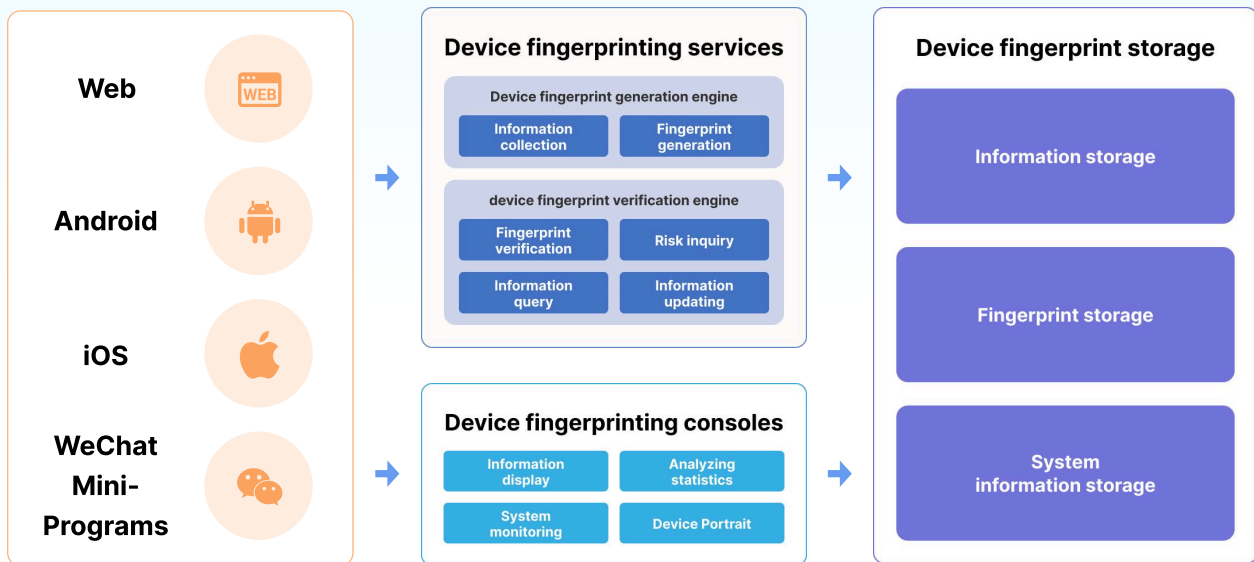 Web
WEB
Android
iOS
WeChat
Mini-
Programs
Device fingerprinting services
Device fingerprint generation engine
Information
collection
Fingerprint
generation
device fingerprint verification engine
Fingerprint
verification
Risk inquiry
Information
query
Information
updating
Device fingerprinting consoles
Information
display
Analyzing
statistics
System
monitoring
Device Portrait
Device fingerprint storage
Information storage
Fingerprint storage
System
information storage